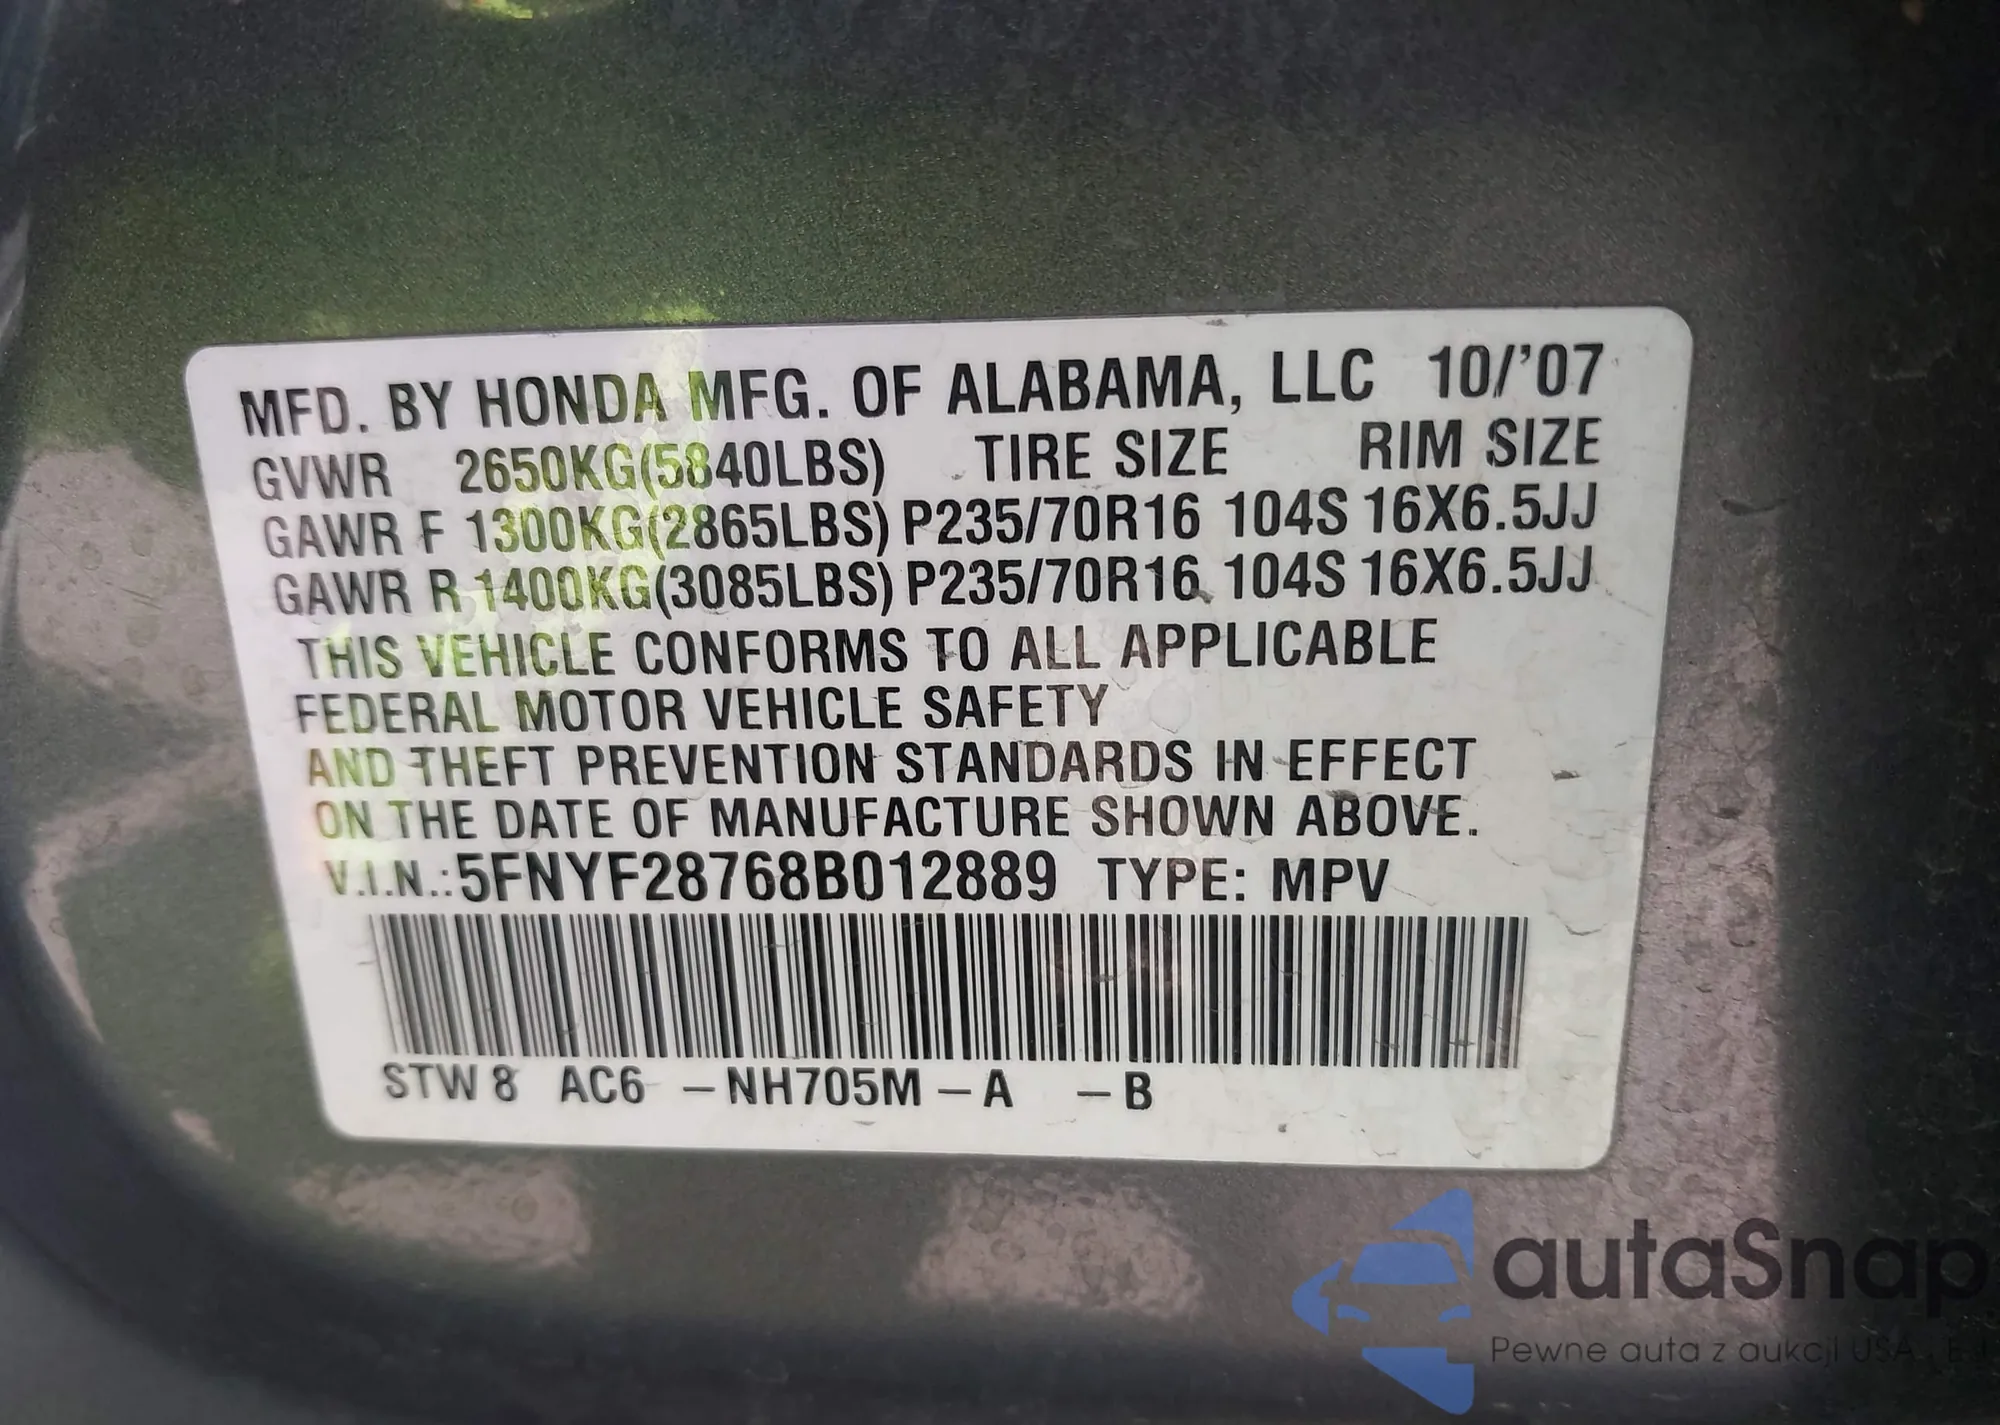 MFD. BY HONDA MFG. OF ALABAMA, LLC 10/'07
GVWR 2650KG(5840LBS) TIRE SIZE RIM SIZE
GAWR F 1300KG(2865LBS) P235/70R16 104S 16X6.5JJ
GAWR R 1400KG(3085LBS) P235/70R16 104S 16X6.5JJ
THIS VEHICLE CONFORMS TO ALL APPLICABLE
FEDERAL MOTOR VEHICLE SAFETY
AND THEFT PREVENTION STANDARDS IN EFFECT
ON THE DATE OF MANUFACTURE SHOWN ABOVE.
V.I.N.:5FNYF28768B012889 TYPE: MPV
STW8 AC6 –NH705M–A –B
autaSnap
Pewne auta z aukcji USA